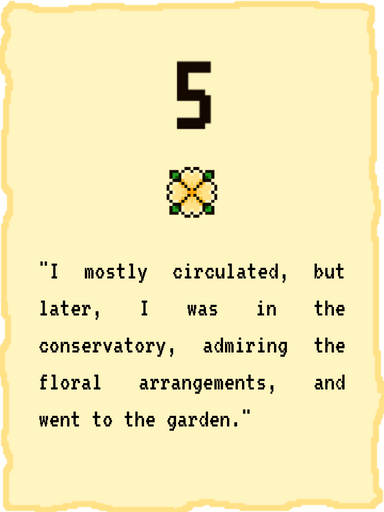 5
"I mostly circulated, but
later, I was in the
conservatory, admiring the
floral arrangements, and
went to the garden."